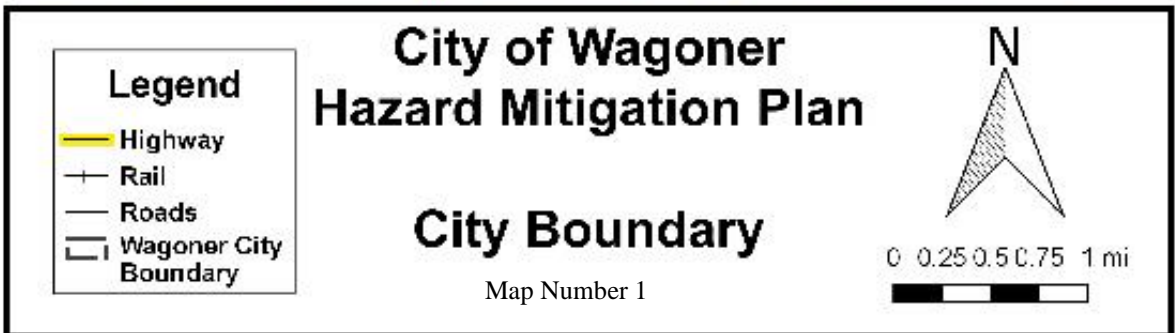 Legend
Highway
Rail
Roads
Wagoner City
Boundary
City of Wagoner
Hazard Mitigation Plan
City Boundary
Map Number 1
N
0 0.25 0.5 0.75 1 mi